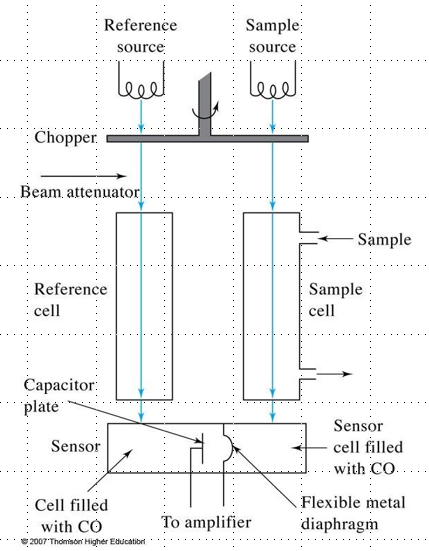 Reference
source
Sample
source
Chopper
Beam attenuator
Sample
Reference
cell
Sample
cell
Capacitor
plate
Sensor
Sensor
cell filled
with CO
Cell filled
with CO
To amplifier
Flexible metal
diaphragm
© 2007 Thomson Higher Education